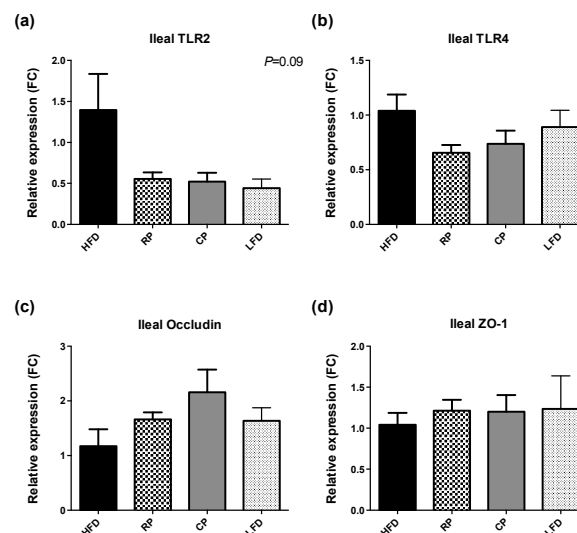 (a)
Ileal TLR2
P=0.09
Relative expression (FC)
2.0
1.5
1.0
0.5
0.0
HFD
RP
CP
LFD
(b)
Ileal TLR4
Relative expression (FC)
1.5
1.0
0.5
0.0
HFD
RP
CP
LFD
(c)
Ileal Occludin
Relative expression (FC)
3
2
1
0
HFD
RP
CP
LFD
(d)
Ileal ZO-1
Relative expression (FC)
2.0
1.5
1.0
0.5
0.0
HFD
RP
CP
LFD